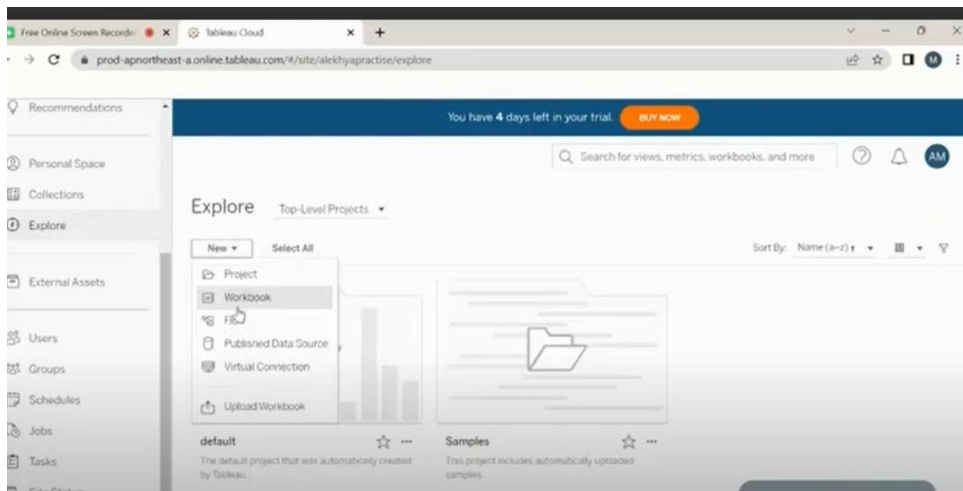 Free Online Screen Recorder
Tableau Cloud
prod-apnortheast-a.online.tableau.com/#/site/alekhyapractise/explore
M
Recommendations
You have 4 days left in your trial.
BUY NOW
Personal Space
Search for views, metrics, workbooks, and more
AM
Collections
Explore
Top-Level Projects
Explore
New
Select All
Sort By: Name (a–z)
Project
External Assets
Workbook
Users
Published Data Source
Groups
Virtual Connection
Schedules
Upload Workbook
Jobs
default
Samples
Tasks
The default project that was automatically created
by Tableau.
This project includes automatically uploaded
samples.